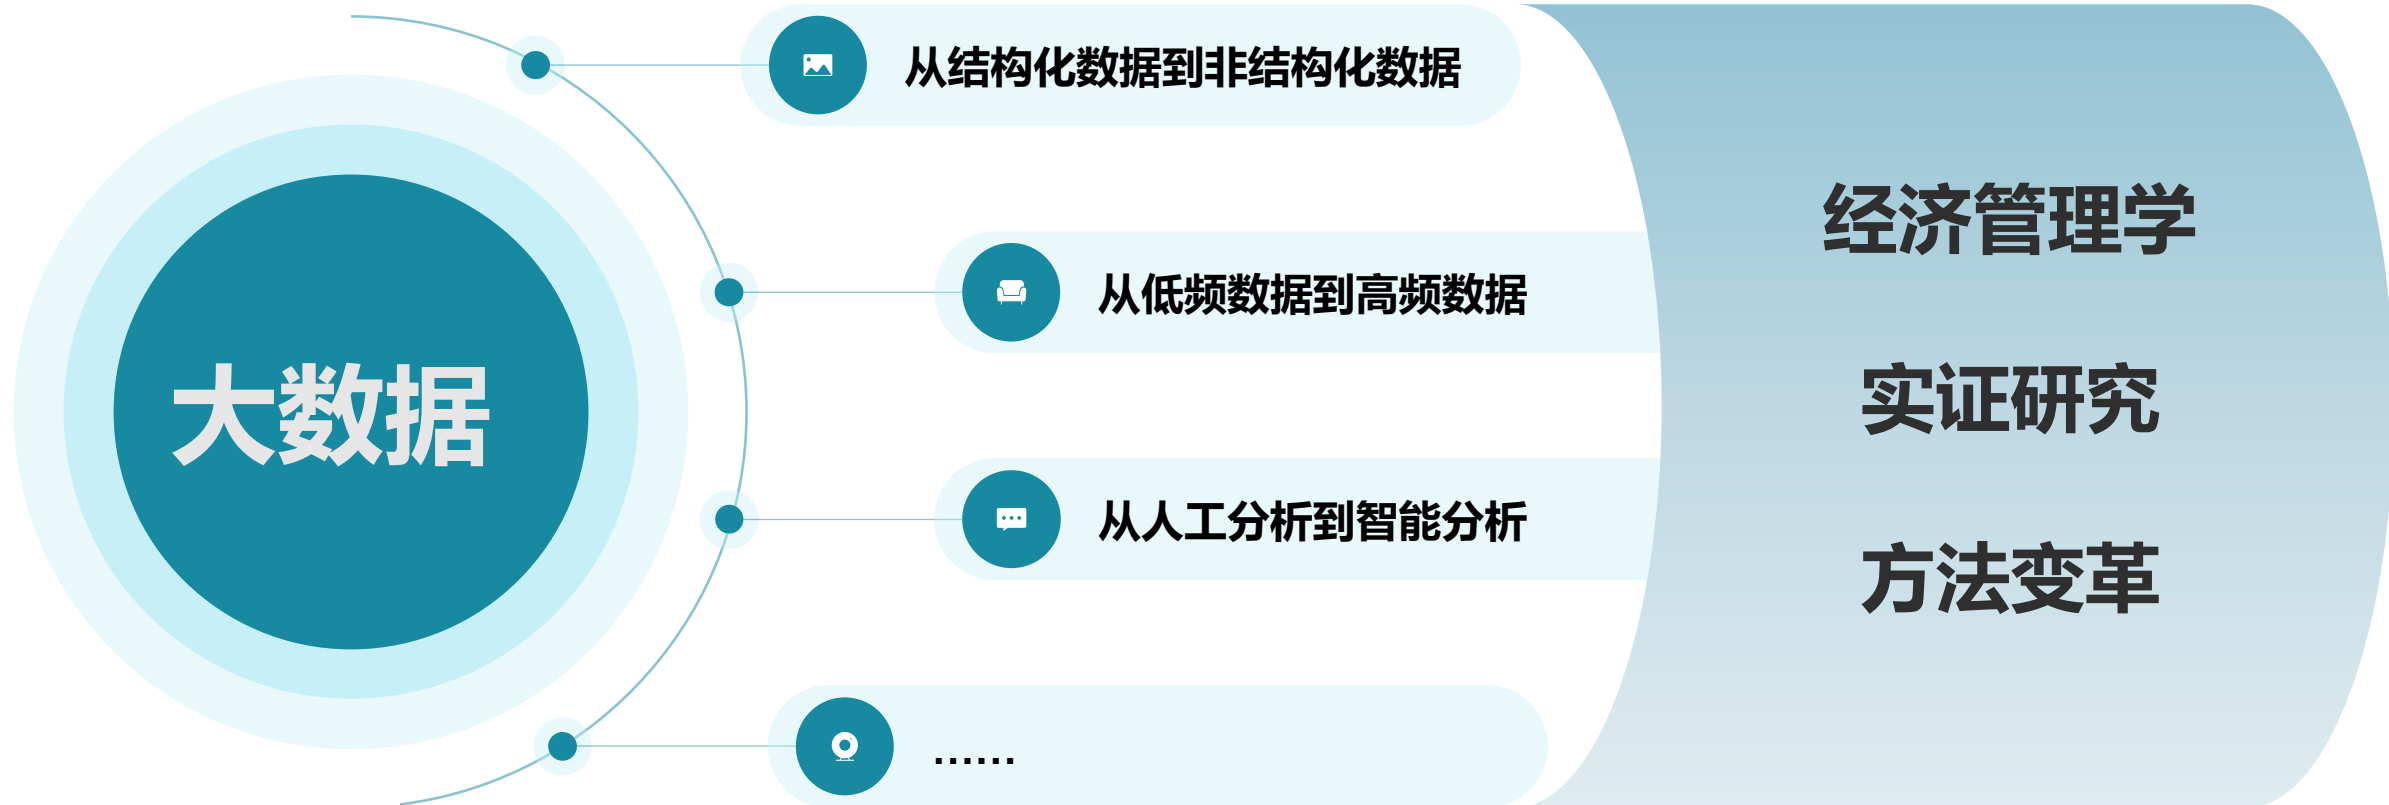 大数据
从结构化数据到非结构化数据
从低频数据到高频数据
从人工分析到智能分析
......
经济管理学
实证研究
方法变革